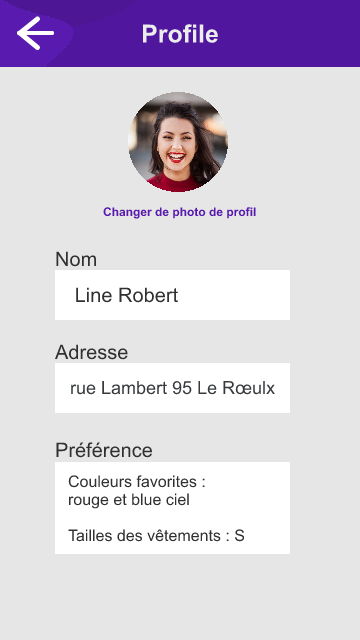 Profile
Changer de photo de profil
Nom
Line Robert
Adresse
rue Lambert 95 Le Rœulx
Préférence
Couleurs favorites :
rouge et blue ciel
Tailles des vêtements : S